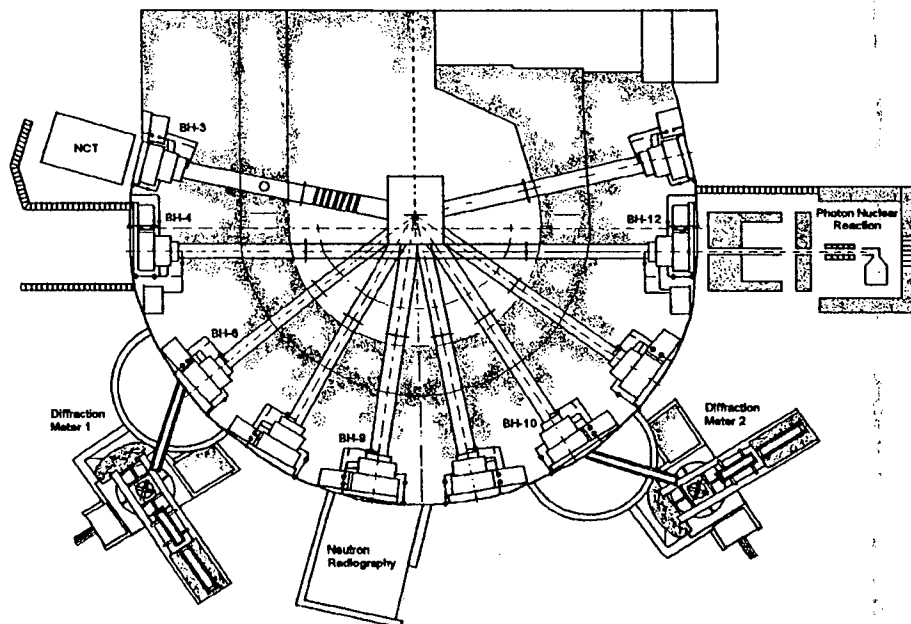 BH-3
NCT
BH-4
BH-12
Photon Nuclear
Reaction
BH-6
Diffraction
Meter 1
BH-9
BH-10
Diffraction
Meter 2
Neutron
Radiography